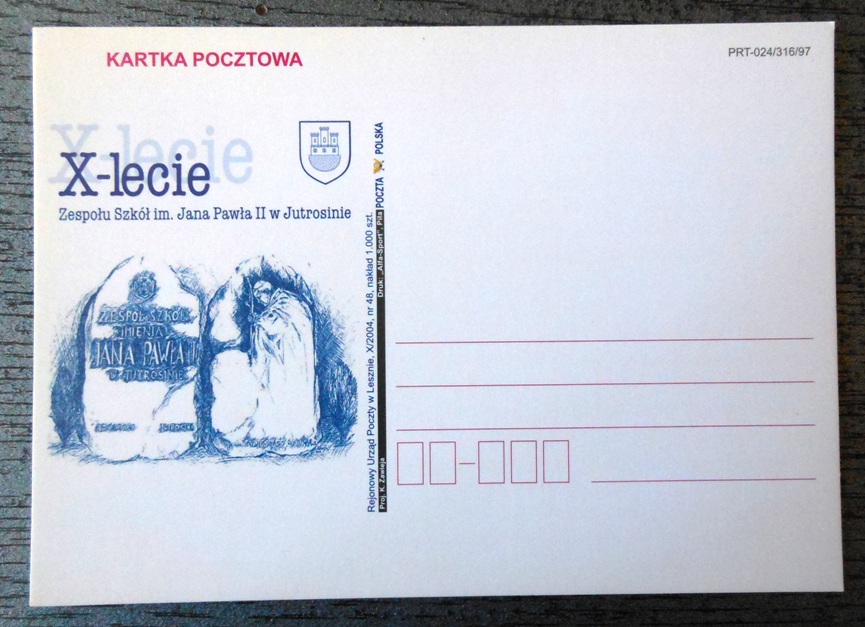 KARTKA POCZTOWA
PRT-024/316/97
X-lecie
X-lecie
Zespołu Szkół im. Jana Pawła II w Jutrosinie
ZESPÓŁ SZKÓŁ
IMIENIA
JANA PAWŁA II
W JUTROSINIE
Rejonowy Urząd Poczty w Lesznie, X/2004, nr 48, nakład 1.000 szt.
POCZTA POLSKA
Druk: „Alfa-Sport”, Piła
Proj. K. Zawieja